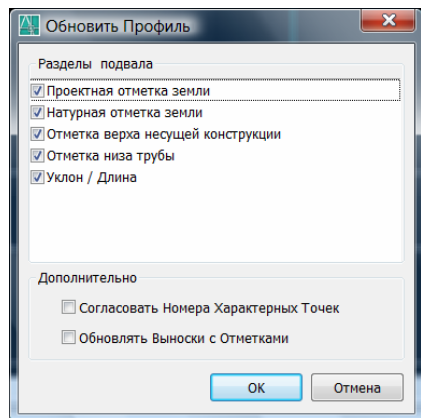 Обновить Профиль
Разделы подвала
Проектная отметка земли
Натурная отметка земли
Отметка верха несущей конструкции
Отметка низа трубы
Уклон / Длина
Дополнительно
Согласовать Номера Характерных Точек
Обновлять Выноски с Отметками
ОК
Отмена